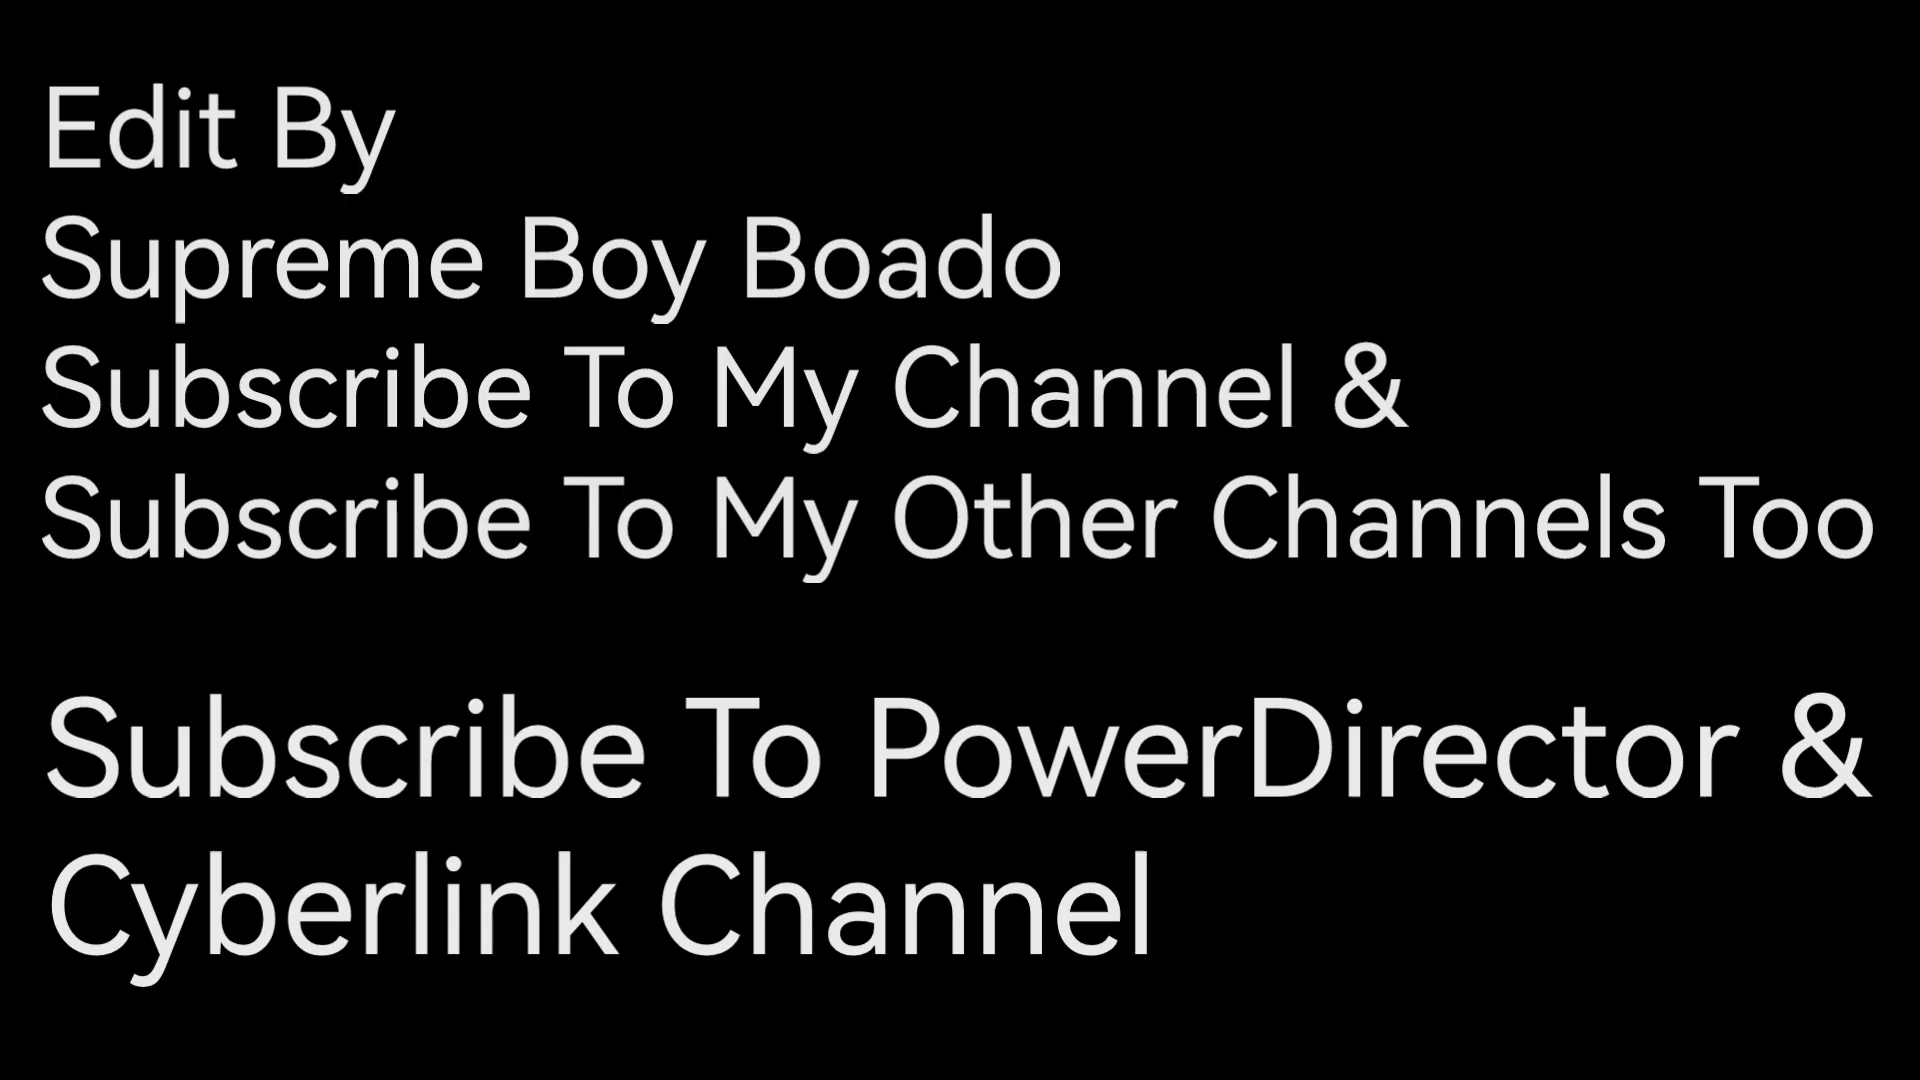 Edit By
Supreme Boy Boado
Subscribe To My Channel &
Subscribe To My Other Channels Too
Subscribe To PowerDirector &
Cyberlink Channel